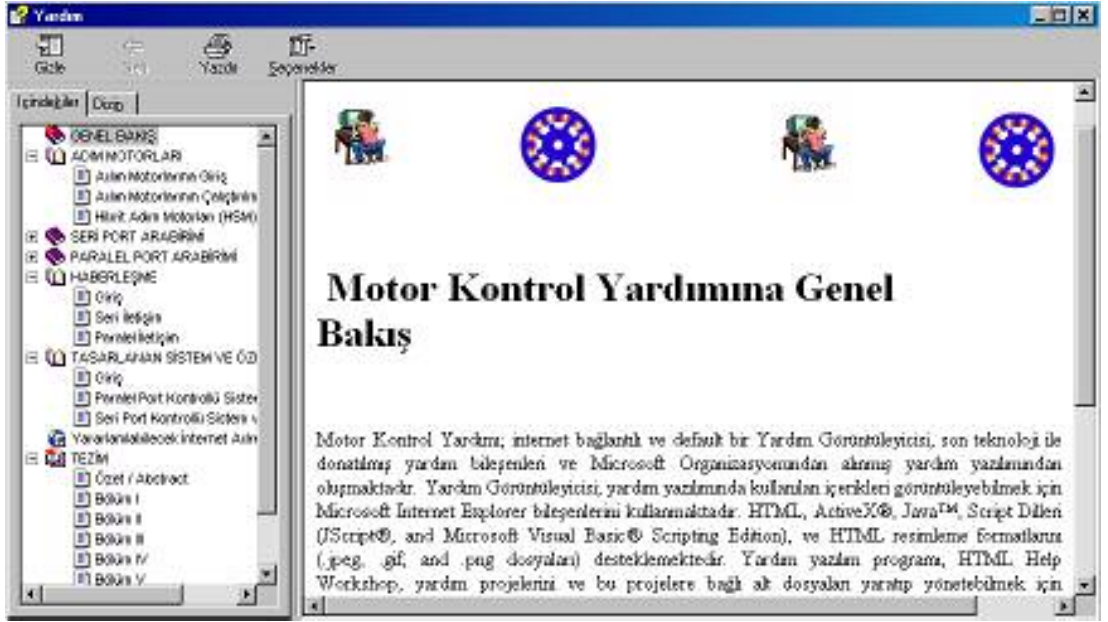 Yardım
Gizle
Yazdır
Seçenekler
İçindekiler Dizin
GENEL BAKIŞ
ADIM MOTORLARI
Adım Motorlarına Giriş
Adım Motorlarının Çalıştırılm
Hibrit Adım Motorları (HSM)
SERİ PORT ARABİRİMİ
PARALEL PORT ARABİRİMİ
HABERLEŞME
Giriş
Seri İletişim
Paralel İletişim
TASARLANAN SİSTEM VE ÖZ
Giriş
Paralel Port Kontrollü Sistem
Seri Port Kontrollü Sistem v
Yararlanılabilecek İnternet Adre
TEZİM
Özet / Abstract
Bölüm I
Bölüm II
Bölüm III
Bölüm IV
Bölüm V
Motor Kontrol Yardımına Genel
Bakış
Motor Kontrol Yardımı; internet bağlantılı ve default bir Yardım Görüntüleyicisi, son teknoloji ile
donatılmış yardım bileşenleri ve Microsoft Organizasyonundan alınmış yardım yazılımından
oluşmaktadır. Yardım Görüntüleyicisi, yardım yazılımında kullanılan içerikleri görüntüleyebilmek için
Microsoft Internet Explorer bileşenlerini kullanmaktadır. HTML, ActiveX®, Java™, Script Dilleri
(JScript®, and Microsoft Visual Basic® Scripting Edition), ve HTML resimleme formatlarını
(.jpeg, .gif, and .png dosyaları) desteklemektedir. Yardım yazılım programı, HTML Help
Workshop, yardım projelerini ve bu projelere bağlı alt dosyaları yaratıp yönetebilmek için